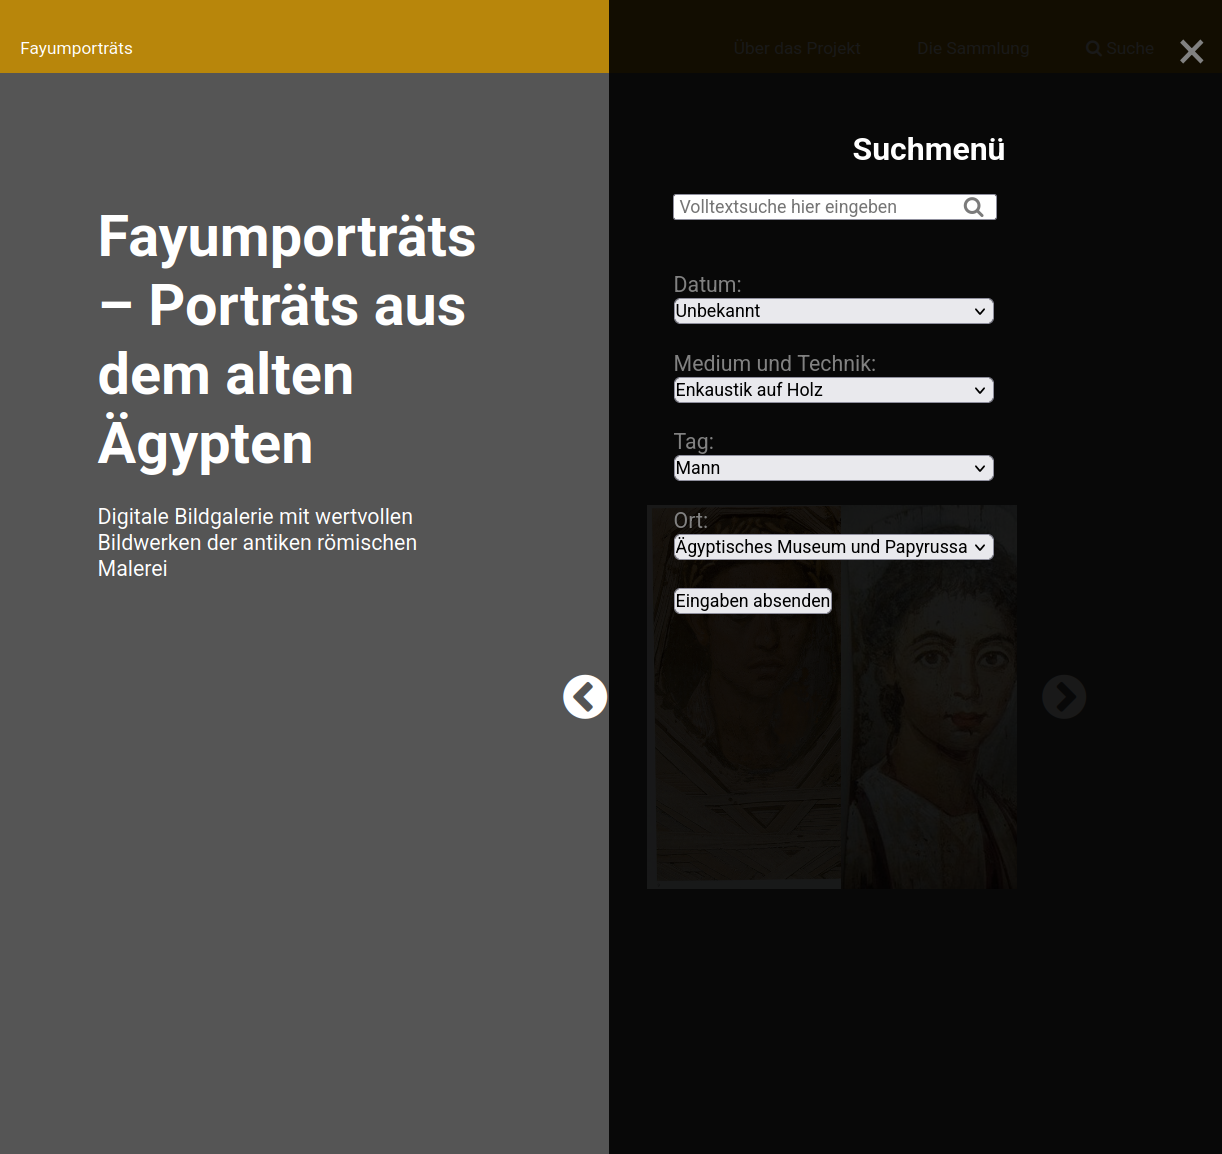 Fayumporträts
Über das Projekt
Die Sammlung
Suche
Fayumporträts
– Porträts aus
dem alten
Ägypten
Digitale Bildgalerie mit wertvollen
Bildwerken der antiken römischen
Malerei
Suchmenü
Volltextsuche hier eingeben
Datum:
Unbekannt
Medium und Technik:
Enkaustik auf Holz
Tag:
Mann
Ort:
Ägyptisches Museum und Papyrussa
Eingaben absenden